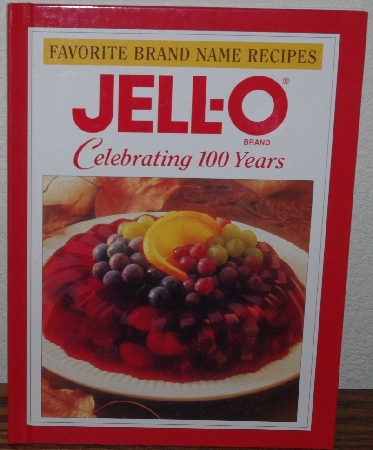 FAVORITE BRAND NAME RECIPES
JELL-O®
BRAND
Celebrating 100 Years